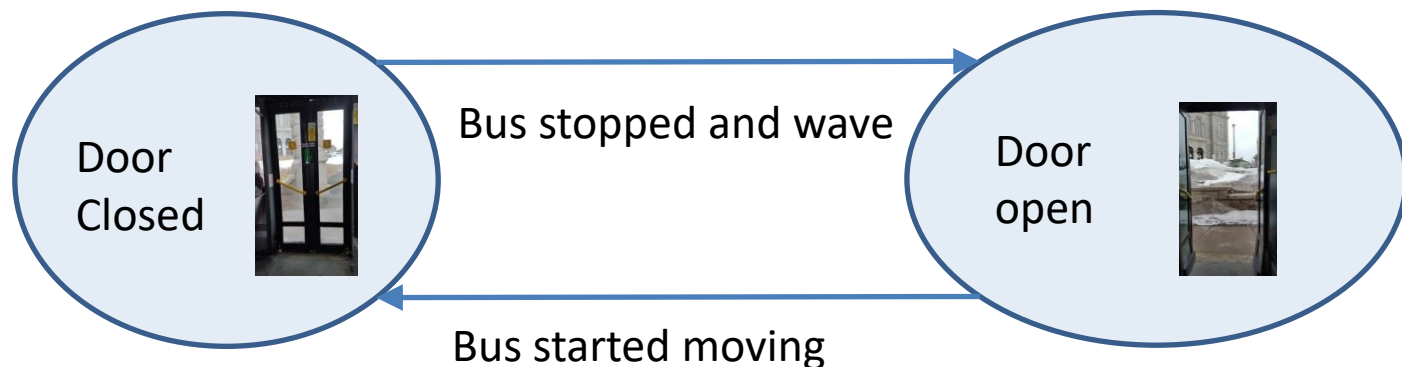 Door
Closed
Bus stopped and wave
Door
open
Bus started moving